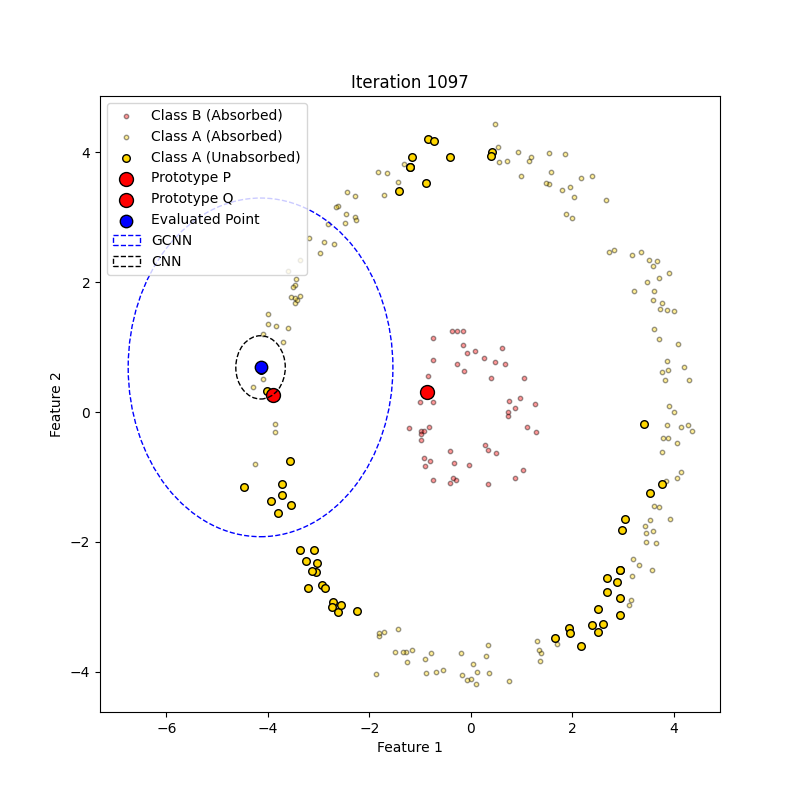 Iteration 1097
Class B (Absorbed)
Class A (Absorbed)
Class A (Unabsorbed)
Prototype P
Prototype Q
Evaluated Point
GCNN
CNN
4
2
0
−2
−4
Feature 2
−6 −4 −2 0 2 4
Feature 1